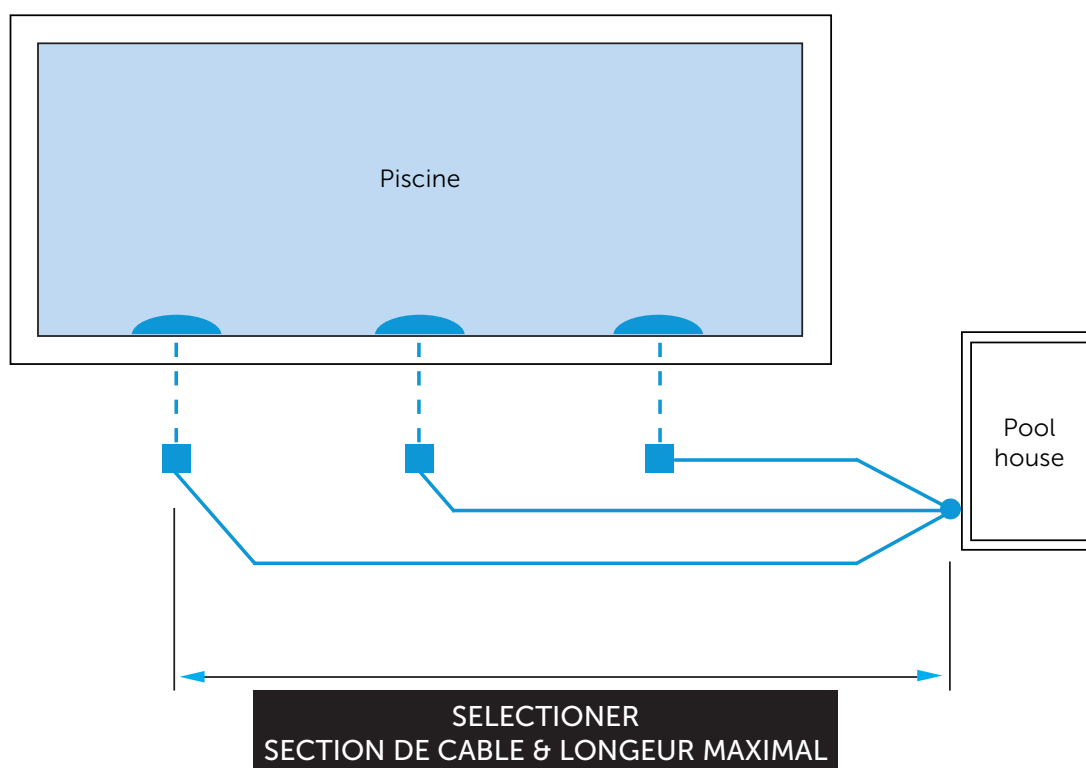 Piscine
Pool
house
SELECTIONER
SECTION DE CABLE & LONGEUR MAXIMAL